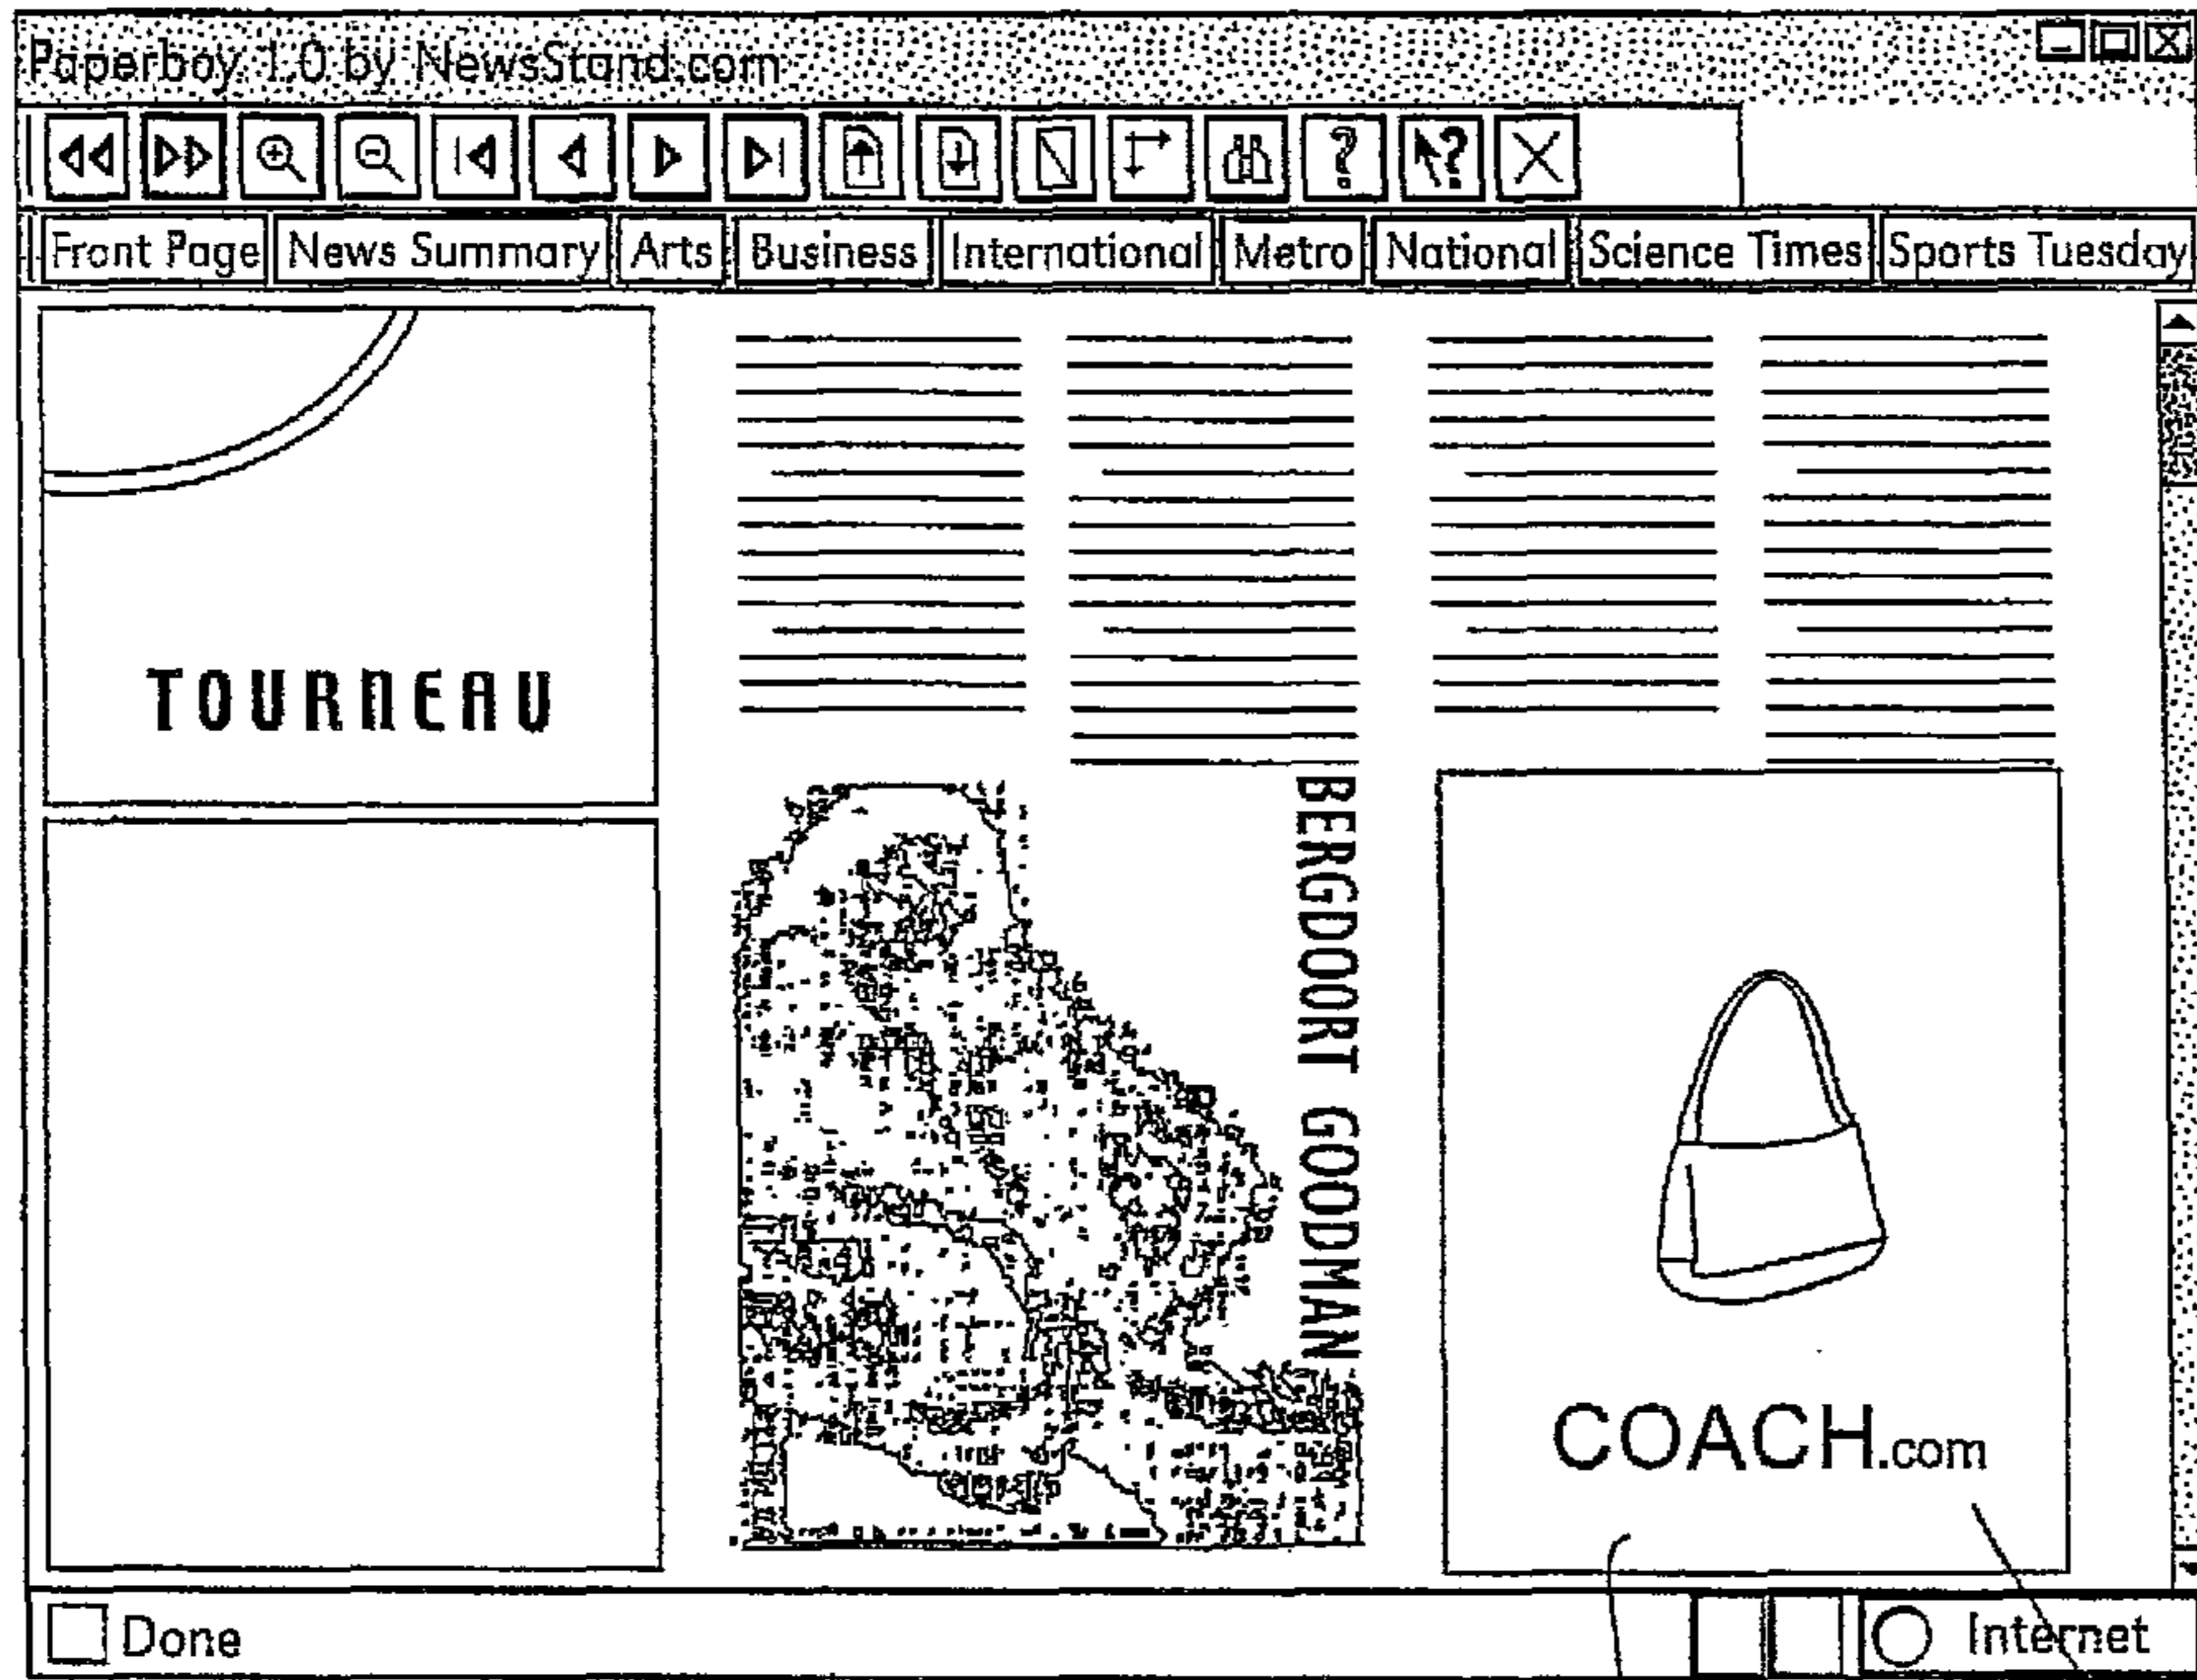 Paperboy 1.0 by NewsStand.com
Front Page News Summary Arts Business International Metro National Science Times Sports Tuesday
TOURNEAU
BERGDOORT GOODMAN
COACH.com
Done
Internet